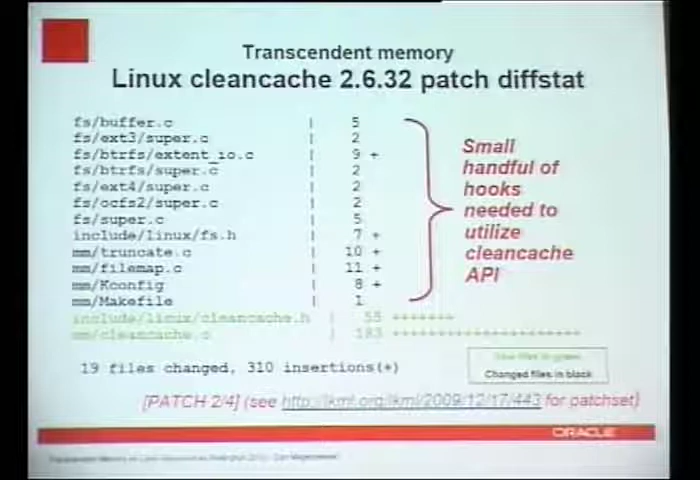 Transcendent memory
Linux cleancache 2.6.32 patch diffstat
fs/buffer.c | 5
fs/ext3/super.c | 2
fs/btrfs/extent_io.c | 9 +
fs/btrfs/super.c | 2
fs/ext4/super.c | 2
fs/ocfs2/super.c | 2
fs/super.c | 5
include/linux/fs.h | 7 +
mm/truncate.c | 10 +
mm/filemap.c | 11 +
mm/Kconfig | 8 +
mm/Makefile | 1
include/linux/cleancache.h | 55 +++++++
mm/cleancache.c |
Small
handful of
hooks
needed to
utilize
cleancache
API
19 files changed, 310 insertions(+)
New files in green
Changed files in black
[PATCH 2/4] (see http://lkml.org/lkml/2009/12/17/443 for patchset)
ORACLE